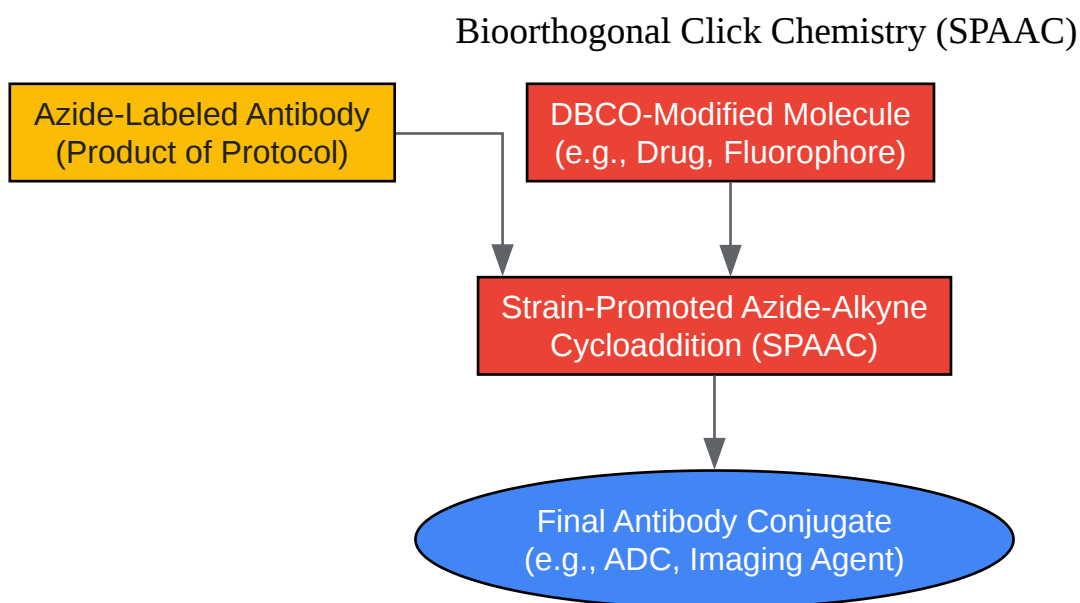 Bioorthogonal Click Chemistry (SPAAC)
Azide-Labeled Antibody
(Product of Protocol)
DBCO-Modified Molecule
(e.g., Drug, Fluorophore)
Strain-Promoted Azide-Alkyne
Cycloaddition (SPAAC)
Final Antibody Conjugate
(e.g., ADC, Imaging Agent)